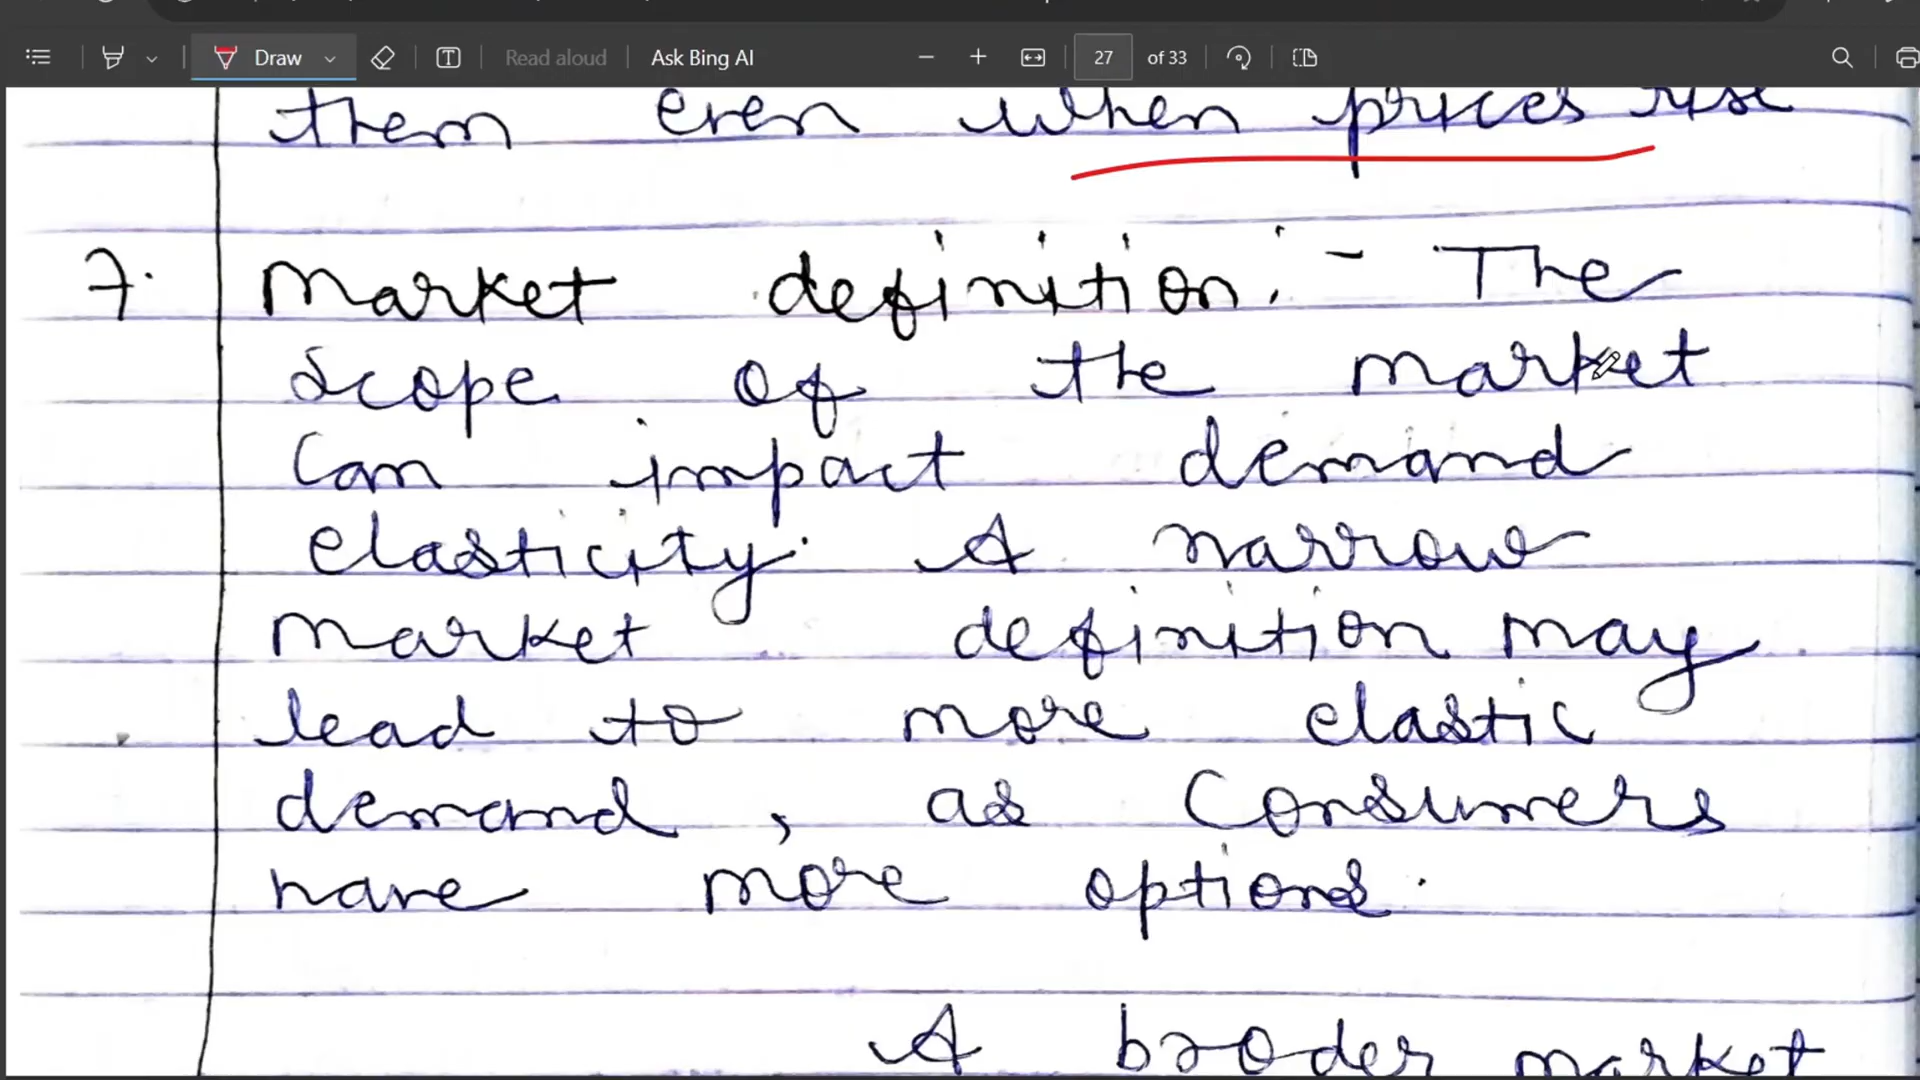 Draw
Read aloud
Ask Bing AI
27 of 33
them even when prices rise
7. Market definition :- The
Scope of the market
Can impact demand
elasticity. A narrow
market definition may
lead to more elastic
demand, as Consumers
have more options.
A broder market